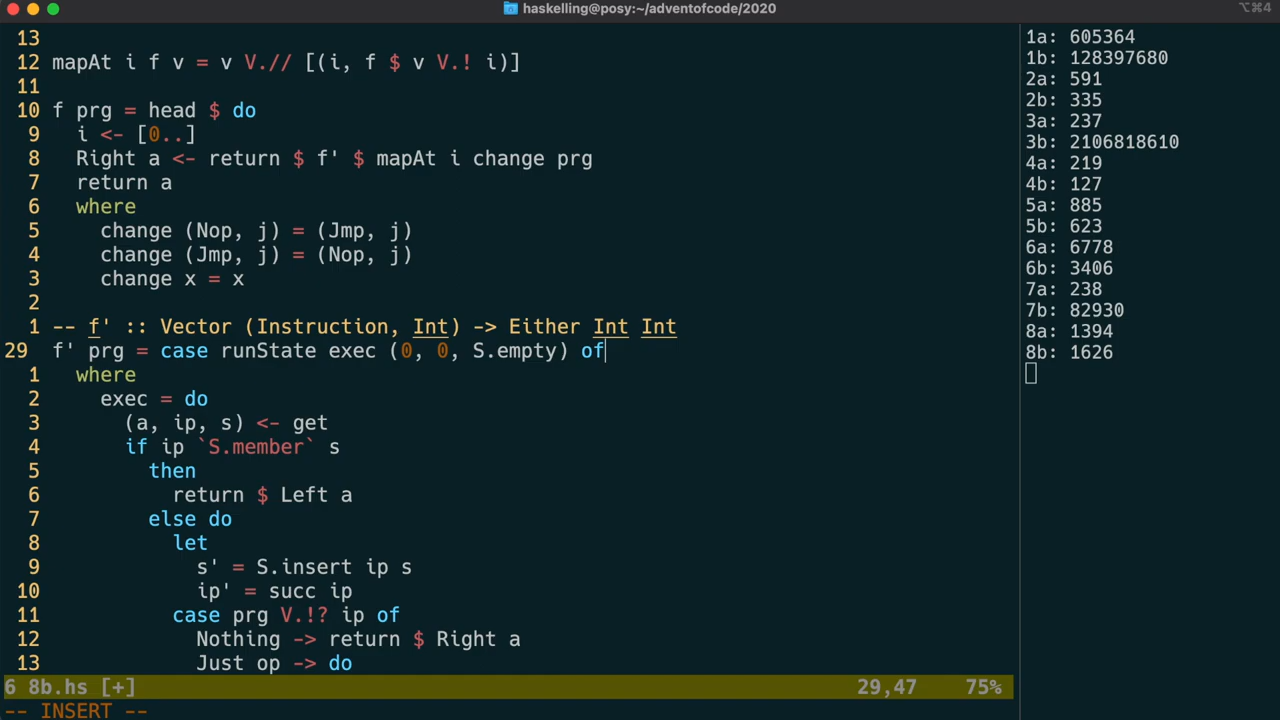 haskelling@posy:~/adventofcode/2020
⌥⌘4
13
12 mapAt i f v = v V.// [(i, f $ v V.! i)]
11
10 f prg = head $ do
9 i <- [0..]
8 Right a <- return $ f' $ mapAt i change prg
7 return a
6 where
5 change (Nop, j) = (Jmp, j)
4 change (Jmp, j) = (Nop, j)
3 change x = x
2
1 -- f' :: Vector (Instruction, Int) -> Either Int Int
29 f' prg = case runState exec (0, 0, S.empty) of
1 where
2 exec = do
3 (a, ip, s) <- get
4 if ip `S.member` s
5 then
6 return $ Left a
7 else do
8 let
9 s' = S.insert ip s
10 ip' = succ ip
11 case prg V.!? ip of
12 Nothing -> return $ Right a
13 Just op -> do
6 8b.hs [+] 29,47 75%
-- INSERT --
1a: 605364
1b: 128397680
2a: 591
2b: 335
3a: 237
3b: 2106818610
4a: 219
4b: 127
5a: 885
5b: 623
6a: 6778
6b: 3406
7a: 238
7b: 82930
8a: 1394
8b: 1626